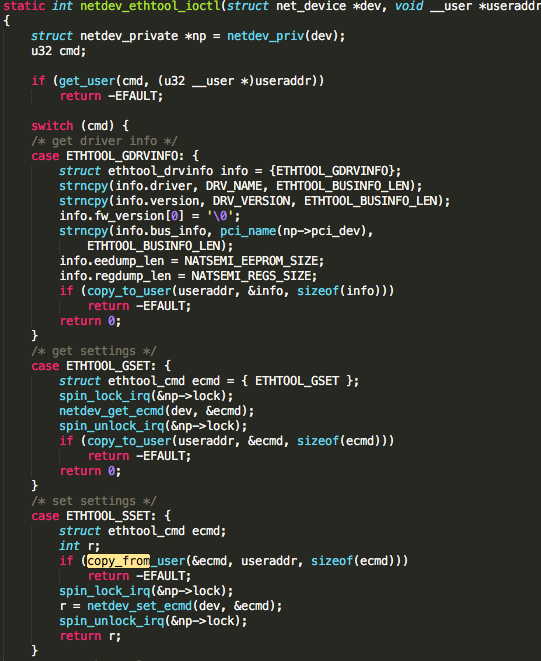 static int netdev_ethtool_ioctl(struct net_device *dev, void __user *useraddr
{
struct netdev_private *np = netdev_priv(dev);
u32 cmd;
if (get_user(cmd, (u32 __user *)useraddr))
return -EFAULT;
switch (cmd) {
/* get driver info */
case ETHTOOL_GDRVINFO: {
struct ethtool_drvinfo info = {ETHTOOL_GDRVINFO};
strncpy(info.driver, DRV_NAME, ETHTOOL_BUSINFO_LEN);
strncpy(info.version, DRV_VERSION, ETHTOOL_BUSINFO_LEN);
info.fw_version[0] = '\0';
strncpy(info.bus_info, pci_name(np->pci_dev),
ETHTOOL_BUSINFO_LEN);
info.eedump_len = NATSEMI_EEPROM_SIZE;
info.regdump_len = NATSEMI_REGS_SIZE;
if (copy_to_user(useraddr, &info, sizeof(info)))
return -EFAULT;
return 0;
}
/* get settings */
case ETHTOOL_GSET: {
struct ethtool_cmd ecmd = { ETHTOOL_GSET };
spin_lock_irq(&np->lock);
netdev_get_ecmd(dev, &ecmd);
spin_unlock_irq(&np->lock);
if (copy_to_user(useraddr, &ecmd, sizeof(ecmd)))
return -EFAULT;
return 0;
}
/* set settings */
case ETHTOOL_SSET: {
struct ethtool_cmd ecmd;
int r;
if (copy_from_user(&ecmd, useraddr, sizeof(ecmd)))
return -EFAULT;
spin_lock_irq(&np->lock);
r = netdev_set_ecmd(dev, &ecmd);
spin_unlock_irq(&np->lock);
return r;
}